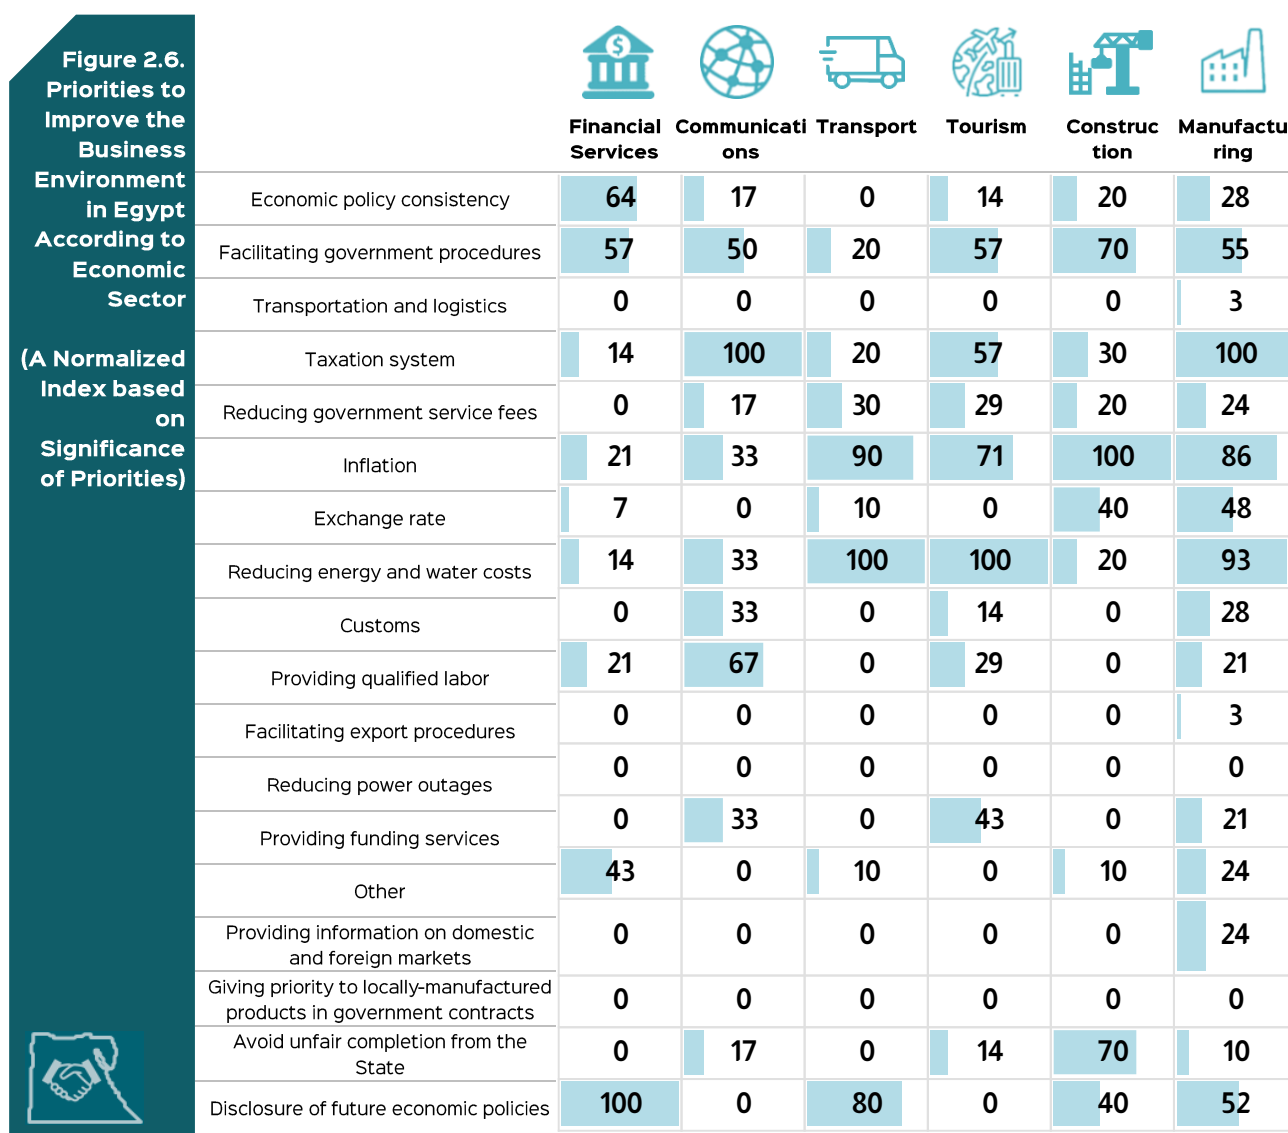 Figure 2.6.
Priorities to
Improve the
Business
Environment
in Egypt
According to
Economic
Sector
(A Normalized
Index based
on
Significance
of Priorities)
$
Financial Services Communicati ons Transport Tourism Construc tion Manufactu ring
Economic policy consistency 64 17 0 14 20 28
Facilitating government procedures 57 50 20 57 70 55
Transportation and logistics 0 0 0 0 0 3
Taxation system 14 100 20 57 30 100
Reducing government service fees 0 17 30 29 20 24
Inflation 21 33 90 71 100 86
Exchange rate 7 0 10 0 40 48
Reducing energy and water costs 14 33 100 100 20 93
Customs 0 33 0 14 0 28
Providing qualified labor 21 67 0 29 0 21
Facilitating export procedures 0 0 0 0 0 3
Reducing power outages 0 0 0 0 0 0
Providing funding services 0 33 0 43 0 21
Other 43 0 10 0 10 24
Providing information on domestic
and foreign markets 0 0 0 0 0 24
Giving priority to locally-manufactured
products in government contracts 0 0 0 0 0 0
Avoid unfair completion from the
State 0 17 0 14 70 10
Disclosure of future economic policies 100 0 80 0 40 52